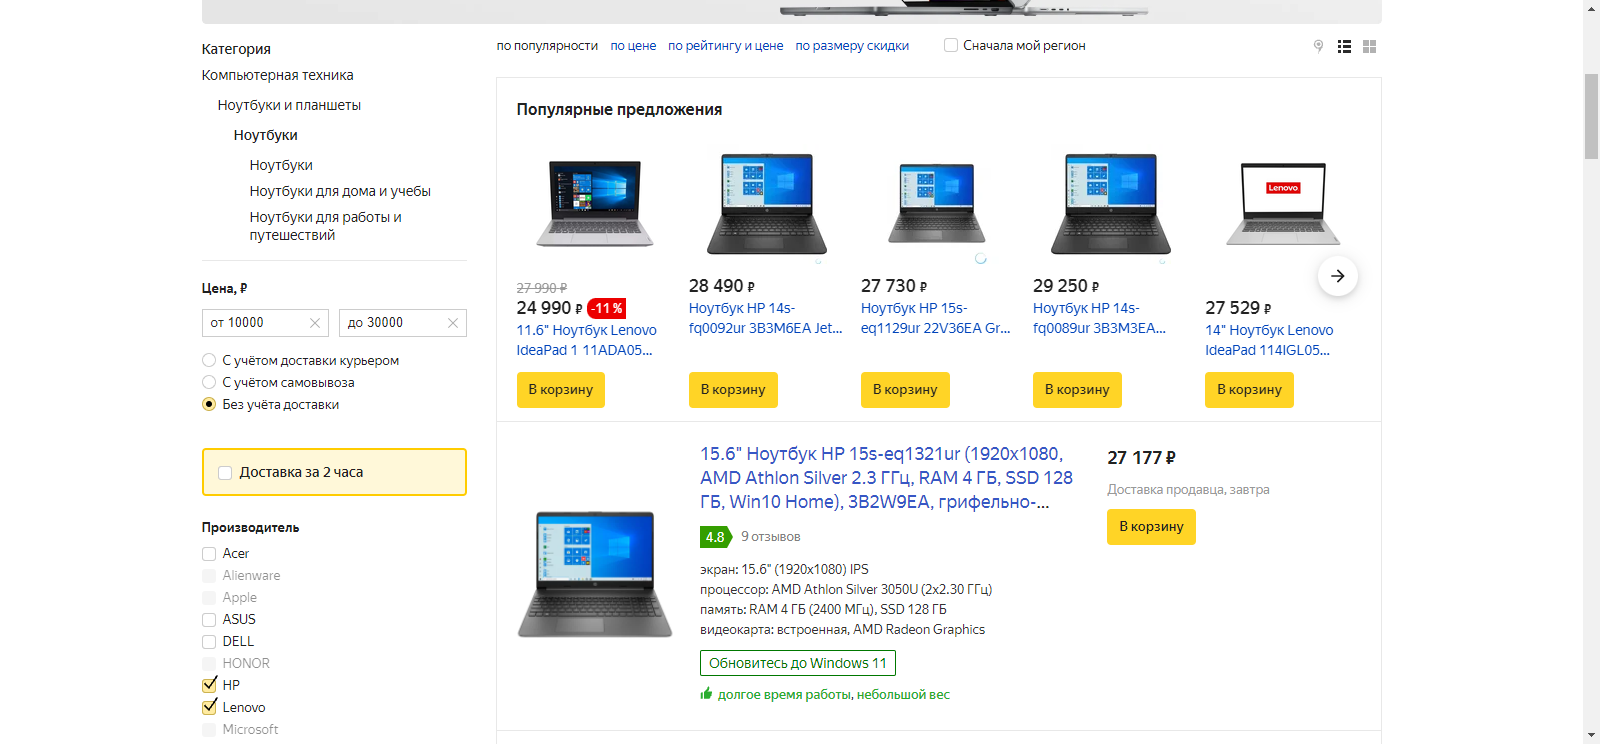 Категория
Компьютерная техника
Ноутбуки и планшеты
Ноутбуки
Ноутбуки
Ноутбуки для дома и учебы
Ноутбуки для работы и
путешествий
Цена, ₽
от 10000
до 30000
С учётом доставки курьером
С учётом самовывоза
Без учёта доставки
Доставка за 2 часа
Производитель
Acer
Alienware
Apple
ASUS
DELL
HONOR
HP
Lenovo
Microsoft
по популярности по цене по рейтингу и цене по размеру скидки Сначала мой регион
Популярные предложения
27 990 ₽
24 990 ₽ -11 %
11.6" Ноутбук Lenovo
IdeaPad 1 11ADA05...
В корзину
28 490 ₽
Ноутбук HP 14s-
fq0092ur 3B3M6EA Jet...
В корзину
27 730 ₽
Ноутбук HP 15s-
eq1129ur 22V36EA Gr...
В корзину
29 250 ₽
Ноутбук HP 14s-
fq0089ur 3B3M3EA...
В корзину
Lenovo
27 529 ₽
14" Ноутбук Lenovo
IdeaPad 114IGL05...
В корзину
15.6" Ноутбук HP 15s-eq1321ur (1920x1080,
AMD Athlon Silver 2.3 ГГц, RAM 4 ГБ, SSD 128
ГБ, Win10 Home), 3B2W9EA, грифельно-...
4.8 9 отзывов
экран: 15.6" (1920x1080) IPS
процессор: AMD Athlon Silver 3050U (2x2.30 ГГц)
память: RAM 4 ГБ (2400 МГц), SSD 128 ГБ
видеокарта: встроенная, AMD Radeon Graphics
Обновитесь до Windows 11
долгое время работы, небольшой вес
27 177 ₽
Доставка продавца, завтра
В корзину